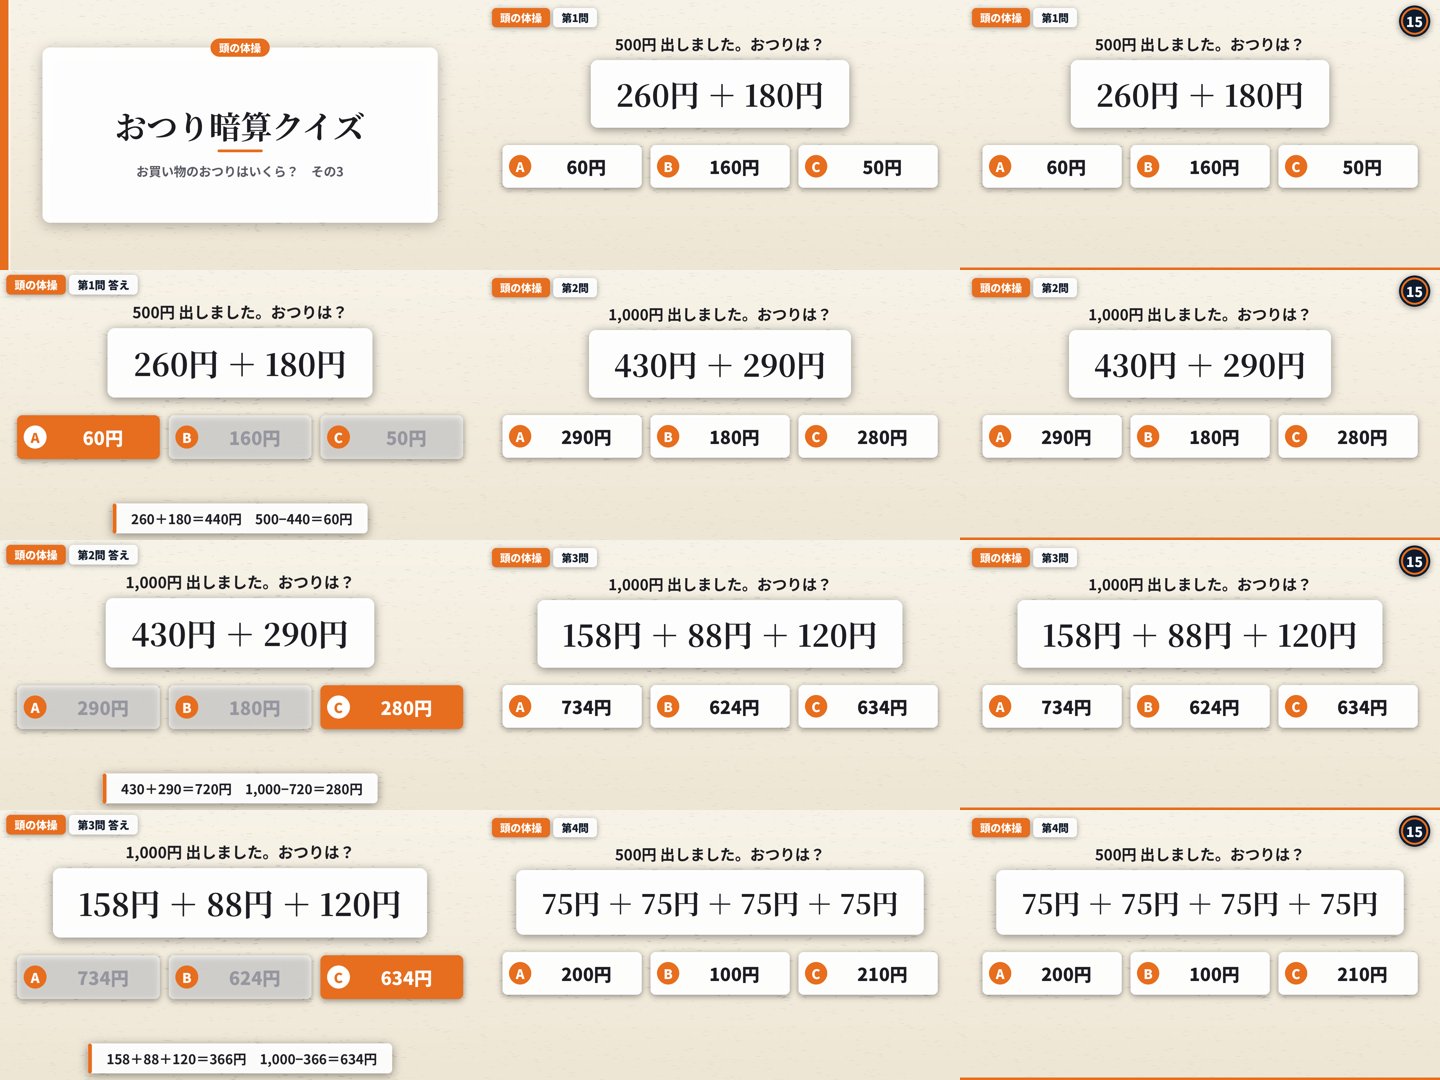 頭の体操
おつり暗算クイズ
お買い物のおつりはいくら？　その3
頭の体操 第1問
500円 出しました。おつりは？
260円 ＋ 180円
A 60円 B 160円 C 50円
頭の体操 第1問 15
500円 出しました。おつりは？
260円 ＋ 180円
A 60円 B 160円 C 50円
頭の体操 第1問 答え
500円 出しました。おつりは？
260円 ＋ 180円
A 60円 B 160円 C 50円
260＋180＝440円　500−440＝60円
頭の体操 第2問
1,000円 出しました。おつりは？
430円 ＋ 290円
A 290円 B 180円 C 280円
頭の体操 第2問 15
1,000円 出しました。おつりは？
430円 ＋ 290円
A 290円 B 180円 C 280円
頭の体操 第2問 答え
1,000円 出しました。おつりは？
430円 ＋ 290円
A 290円 B 180円 C 280円
430＋290＝720円　1,000−720＝280円
頭の体操 第3問
1,000円 出しました。おつりは？
158円 ＋ 88円 ＋ 120円
A 734円 B 624円 C 634円
頭の体操 第3問 15
1,000円 出しました。おつりは？
158円 ＋ 88円 ＋ 120円
A 734円 B 624円 C 634円
頭の体操 第3問 答え
1,000円 出しました。おつりは？
158円 ＋ 88円 ＋ 120円
A 734円 B 624円 C 634円
158＋88＋120＝366円　1,000−366＝634円
頭の体操 第4問
500円 出しました。おつりは？
75円 ＋ 75円 ＋ 75円 ＋ 75円
A 200円 B 100円 C 210円
頭の体操 第4問 15
500円 出しました。おつりは？
75円 ＋ 75円 ＋ 75円 ＋ 75円
A 200円 B 100円 C 210円